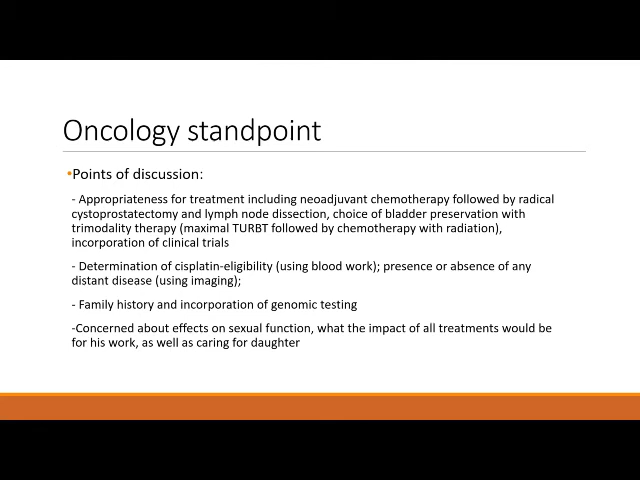 Oncology standpoint
•Points of discussion:
- Appropriateness for treatment including neoadjuvant chemotherapy followed by radical
cystoprostatectomy and lymph node dissection, choice of bladder preservation with
trimodality therapy (maximal TURBT followed by chemotherapy with radiation),
incorporation of clinical trials
- Determination of cisplatin-eligibility (using blood work); presence or absence of any
distant disease (using imaging);
- Family history and incorporation of genomic testing
-Concerned about effects on sexual function, what the impact of all treatments would be
for his work, as well as caring for daughter